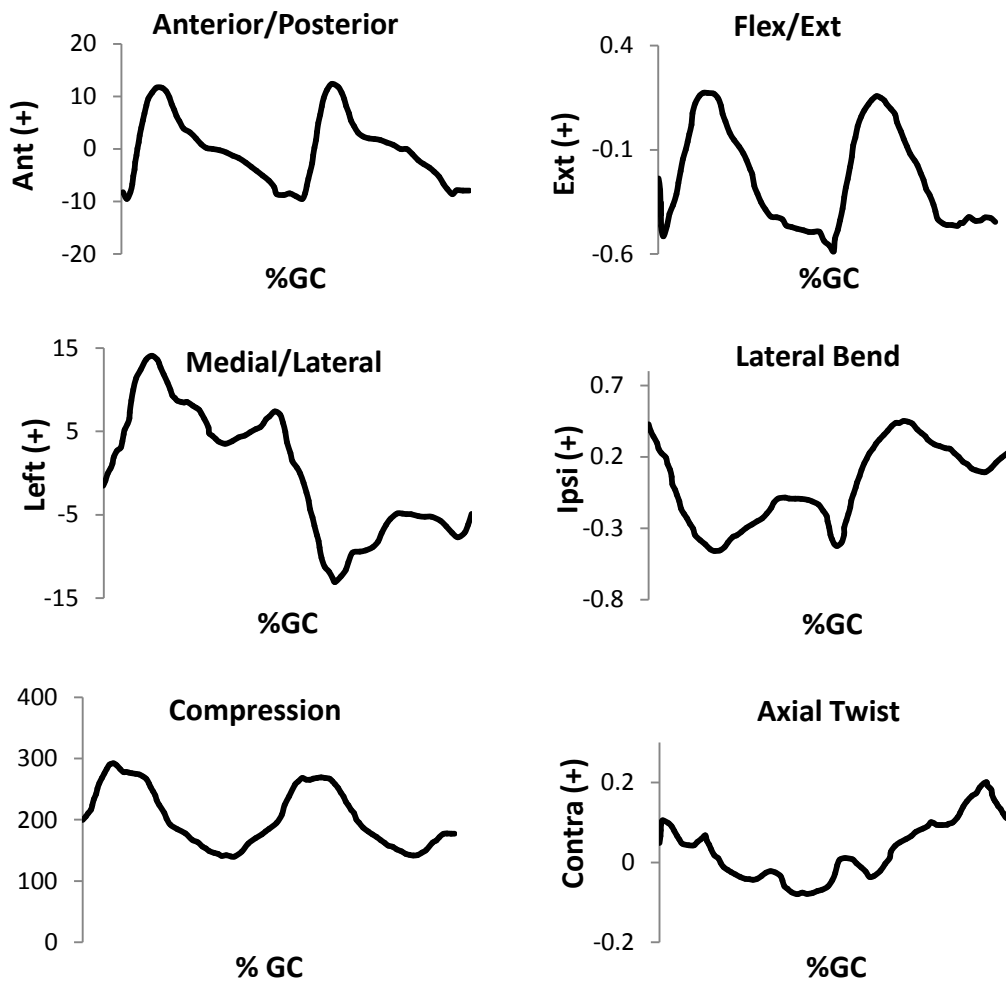 Anterior/Posterior
20
10
0
-10
-20
Ant (+)
%GC
Flex/Ext
0.4
-0.1
-0.6
Ext (+)
%GC
Medial/Lateral
15
5
-5
-15
Left (+)
%GC
Lateral Bend
0.7
0.2
-0.3
-0.8
Ipsi (+)
%GC
Compression
400
300
200
100
0
% GC
Axial Twist
0.2
0
-0.2
Contra (+)
%GC